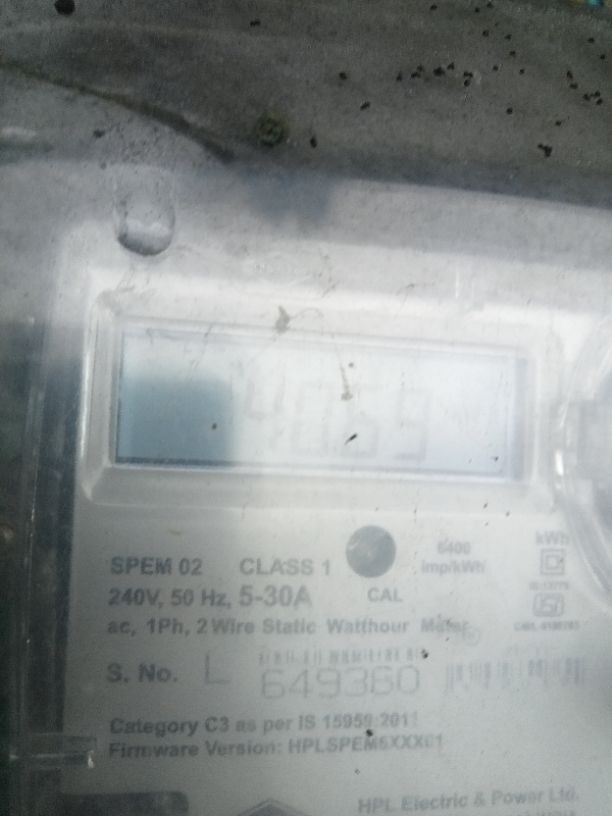 SPEM 02 CLASS 1
6400
imp/kWh
kWh
240V, 50 Hz, 5-30A
CAL
ac, 1Ph, 2 Wire Static Watthour Meter
S. No. L 649360
Category C3 as per IS 15959:2011
Firmware Version: HPLSPEM6XXX01
HPL Electric & Power Ltd.